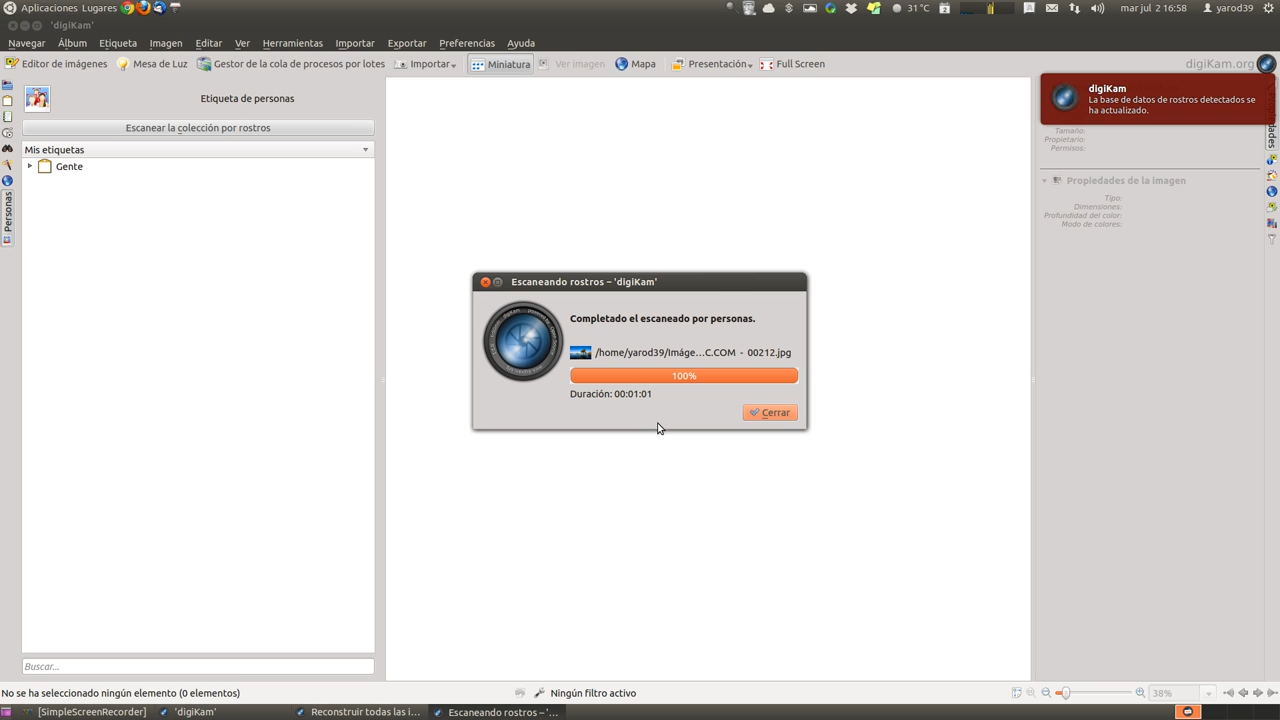 Aplicaciones Lugares
31 °C
mar jul 2 16:58
yarod39
'digiKam'
Navegar Álbum Etiqueta Imagen Editar Ver Herramientas Importar Exportar Preferencias Ayuda
Editor de imágenes Mesa de Luz Gestor de la cola de procesos por lotes Importar Miniatura Ver imagen Mapa Presentación Full Screen digiKam.org
Etiqueta de personas
Escanear la colección por rostros
Mis etiquetas
Gente
Personas
digiKam
La base de datos de rostros detectados se
ha actualizado.
Tamaño:
Propietario:
Permisos:
Propiedades de la imagen
Tipo:
Dimensiones:
Profundidad del color:
Modo de colores:
Escaneando rostros – 'digiKam'
Completado el escaneado por personas.
/home/yarod39/Imáge...C.COM - 00212.jpg
100%
Duración: 00:01:01
Cerrar
Buscar...
No se ha seleccionado ningún elemento (0 elementos)
Ningún filtro activo
38%
[SimpleScreenRecorder] 'digiKam' Reconstruir todas las i... Escaneando rostros – '...